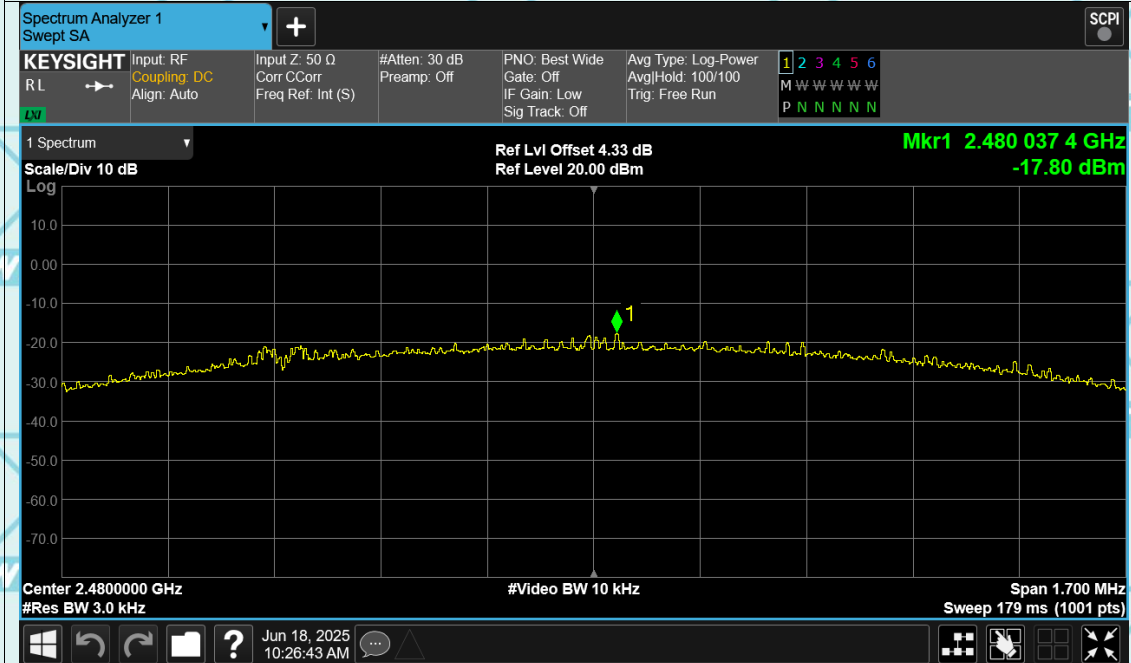 Spectrum Analyzer 1
Swept SA
+
SCPI
KEYSIGHT
RL
LXI
Input: RF
Coupling: DC
Align: Auto
Input Z: 50 Ω
Corr CCorr
Freq Ref: Int (S)
#Atten: 30 dB
Preamp: Off
PNO: Best Wide
Gate: Off
IF Gain: Low
Sig Track: Off
Avg Type: Log-Power
Avg|Hold: 100/100
Trig: Free Run
1 2 3 4 5 6
M W W W W W
P N N N N N
1 Spectrum
Scale/Div 10 dB
Ref Lvl Offset 4.33 dB
Ref Level 20.00 dBm
Mkr1 2.480 037 4 GHz
-17.80 dBm
Log
10.0
0.00
-10.0
-20.0
-30.0
-40.0
-50.0
-60.0
-70.0
1
Center 2.4800000 GHz
#Res BW 3.0 kHz
#Video BW 10 kHz
Span 1.700 MHz
Sweep 179 ms (1001 pts)
?
Jun 18, 2025
10:26:43 AM